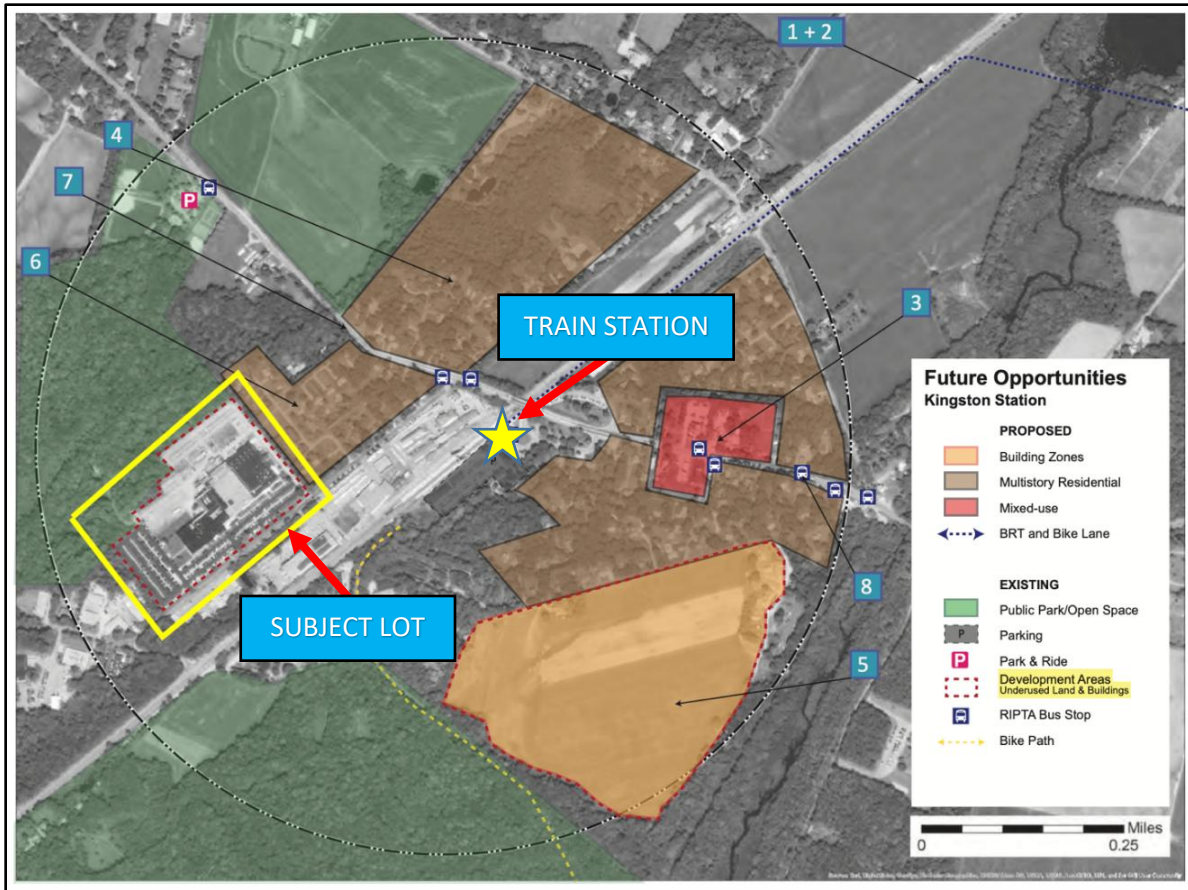 1 + 2
4
7
P
6
TRAIN STATION
3
SUBJECT LOT
8
5
P
Future Opportunities
Kingston Station
PROPOSED
Building Zones
Multistory Residential
Mixed-use
BRT and Bike Lane
EXISTING
Public Park/Open Space
P Parking
P Park & Ride
Development Areas
Underused Land & Buildings
RIPTA Bus Stop
Bike Path
Miles
0 0.25